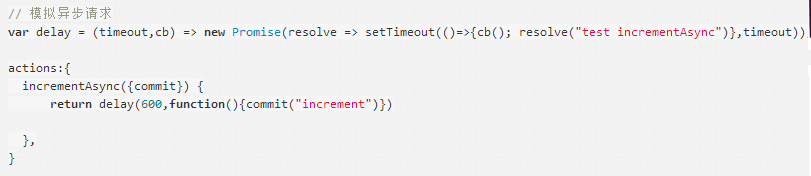 // 模拟异步请求
var delay = (timeout,cb) => new Promise(resolve => setTimeout(()=>{cb(); resolve("test incrementAsync")},timeout))
actions:{
incrementAsync({commit}) {
return delay(600,function(){commit("increment")})
},
}